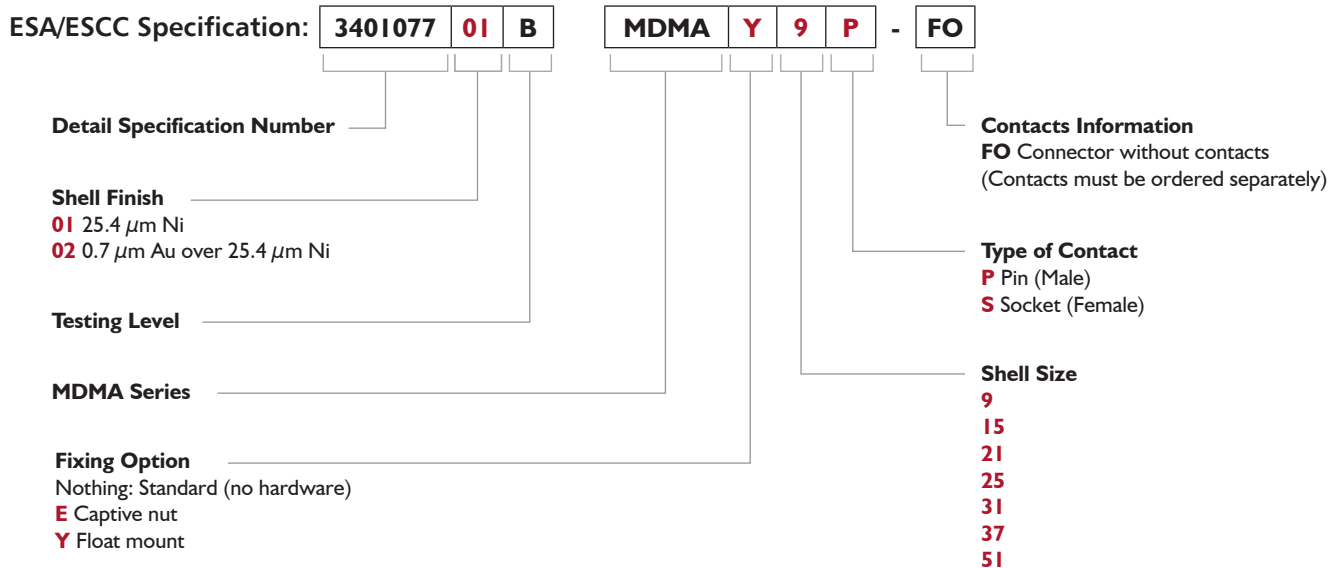 ESA/ESCC Specification: 3401077 01 B MDMA Y 9 P - FO
Detail Specification Number
Shell Finish
01 25.4 µm Ni
02 0.7 µm Au over 25.4 µm Ni
Testing Level
MDMA Series
Fixing Option
Nothing: Standard (no hardware)
E Captive nut
Y Float mount
Contacts Information
FO Connector without contacts
(Contacts must be ordered separately)
Type of Contact
P Pin (Male)
S Socket (Female)
Shell Size
9
15
21
25
31
37
51